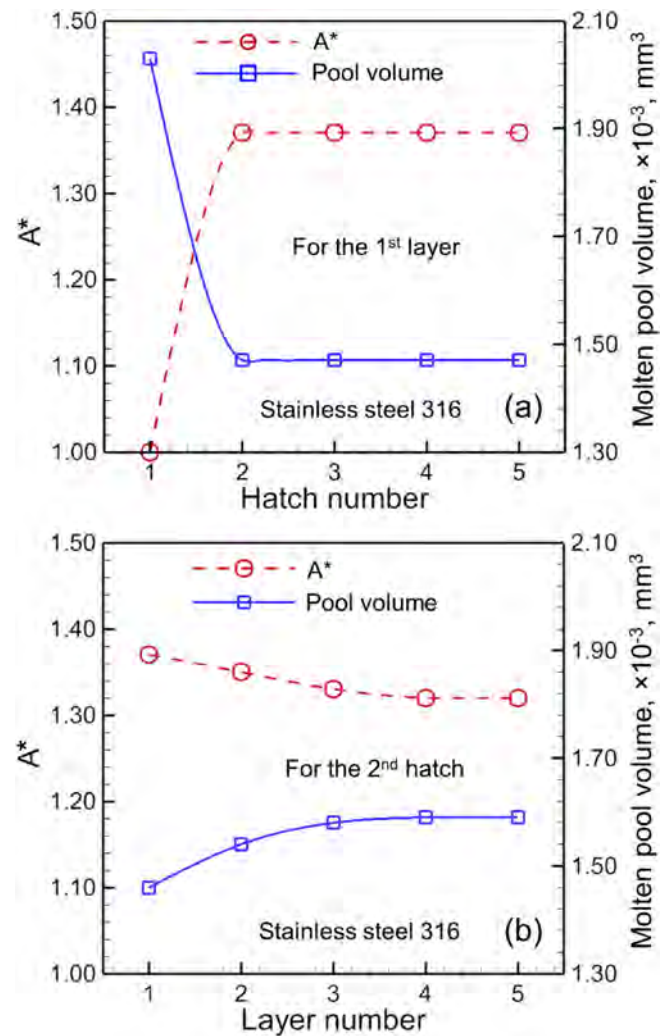 1.50
1.40
1.30
1.20
1.10
1.00
A*
2.10
1.90
1.70
1.50
1.30
Molten pool volume, ×10⁻³, mm³
A*
Pool volume
For the 1ˢᵗ layer
Stainless steel 316
(a)
1 2 3 4 5
Hatch number
1.50
1.40
1.30
1.20
1.10
1.00
A*
2.10
1.90
1.70
1.50
1.30
Molten pool volume, ×10⁻³, mm³
A*
Pool volume
For the 2ⁿᵈ hatch
Stainless steel 316
(b)
1 2 3 4 5
Layer number